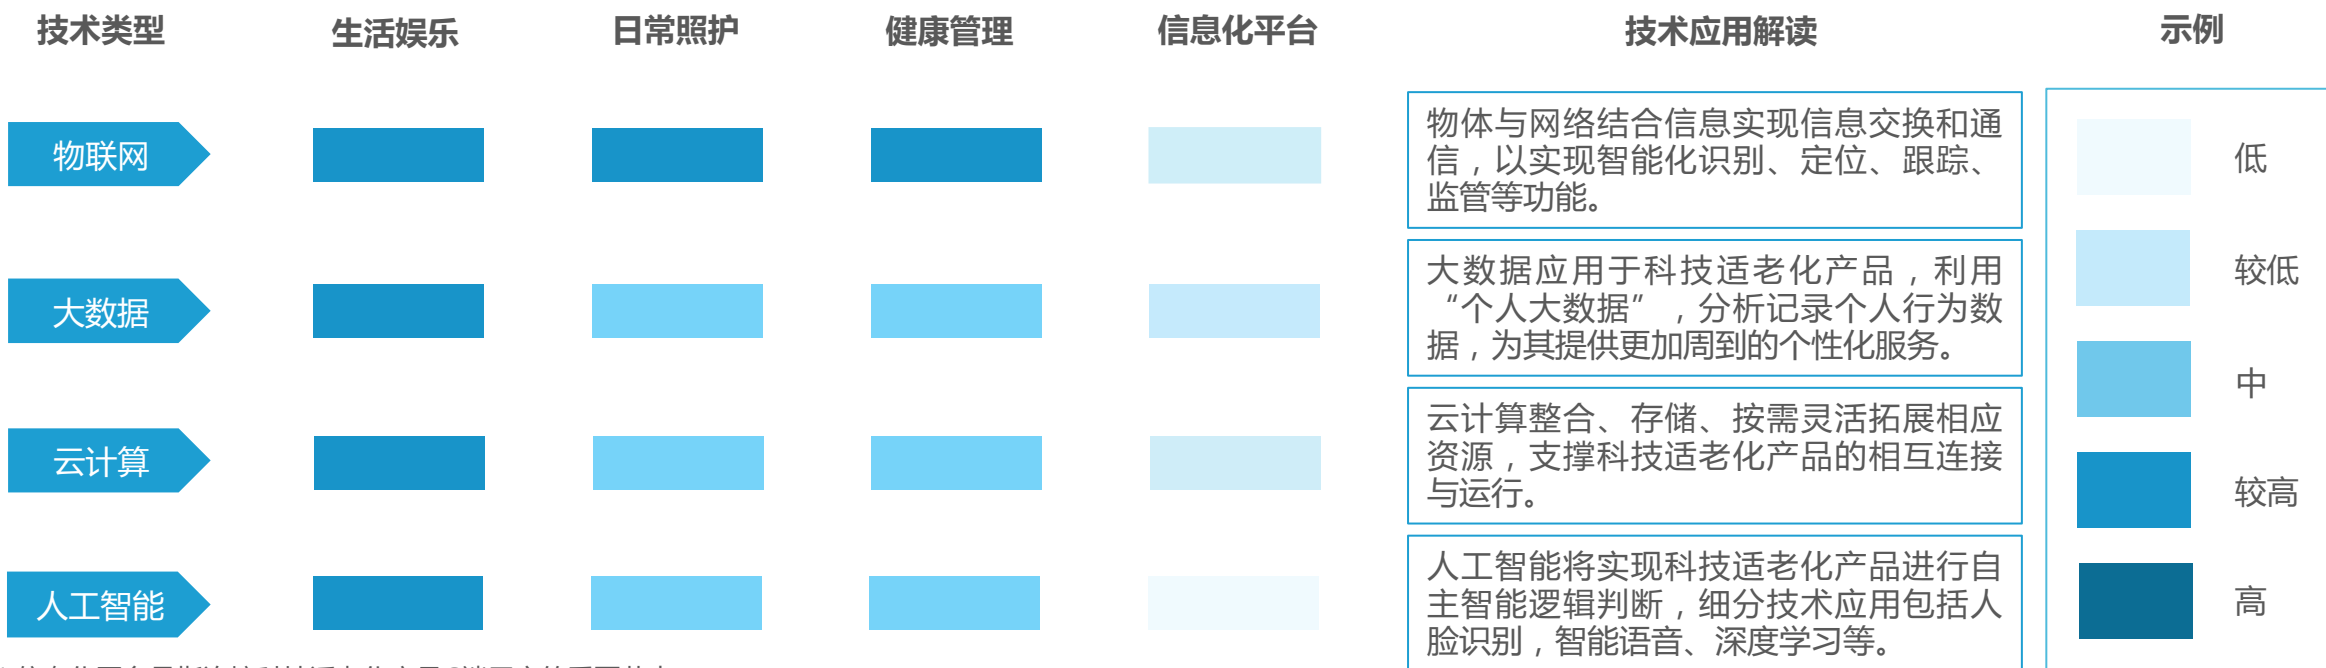 技术类型 生活娱乐 日常照护 健康管理 信息化平台 技术应用解读 示例
物联网
物体与网络结合信息实现信息交换和通
信，以实现智能化识别、定位、跟踪、
监管等功能。
大数据
大数据应用于科技适老化产品，利用
“个人大数据”，分析记录个人行为数
据，为其提供更加周到的个性化服务。
云计算
云计算整合、存储、按需灵活拓展相应
资源，支撑科技适老化产品的相互连接
与运行。
人工智能
人工智能将实现科技适老化产品进行自
主智能逻辑判断，细分技术应用包括人
脸识别，智能语音、深度学习等。
低
较低
中
较高
高